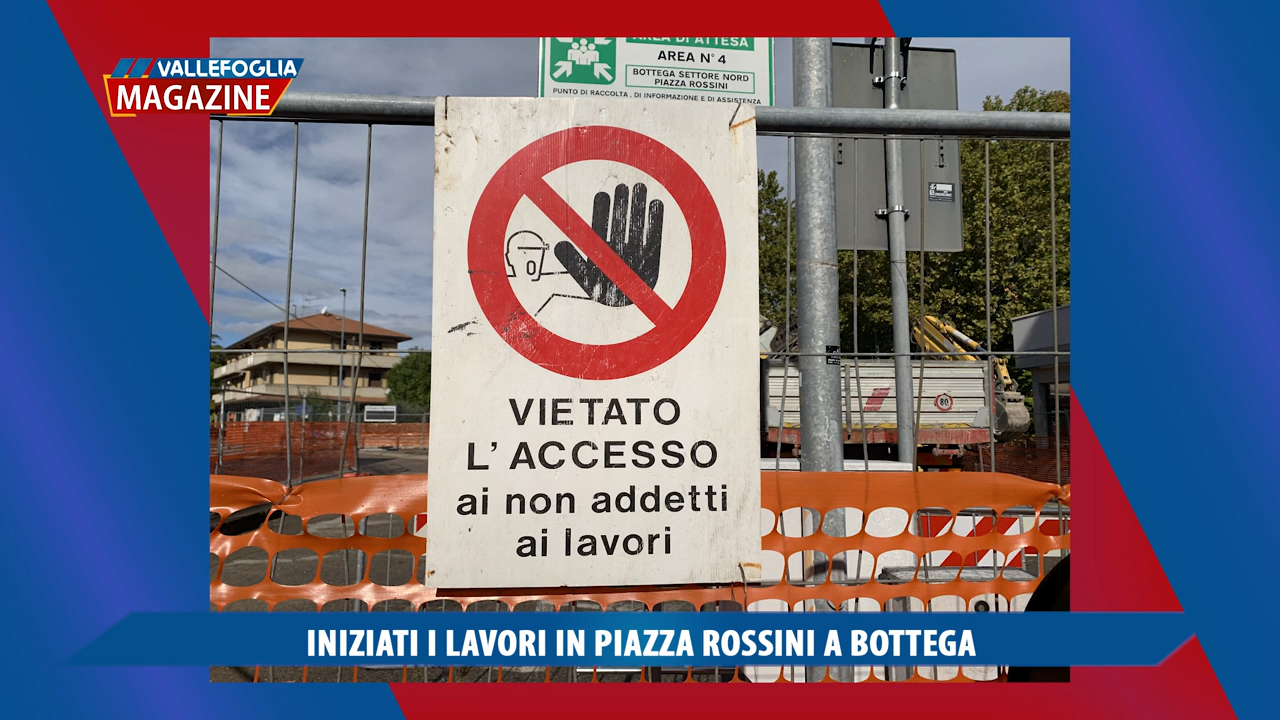 VALLEFOGLIA
MAGAZINE
AREA DI ATTESA
AREA N° 4
BOTTEGA SETTORE NORD
PIAZZA ROSSINI
PUNTO DI RACCOLTA , DI INFORMAZIONE E DI ASSISTENZA
VIETATO
L'ACCESSO
ai non addetti
ai lavori
80
INIZIATI I LAVORI IN PIAZZA ROSSINI A BOTTEGA